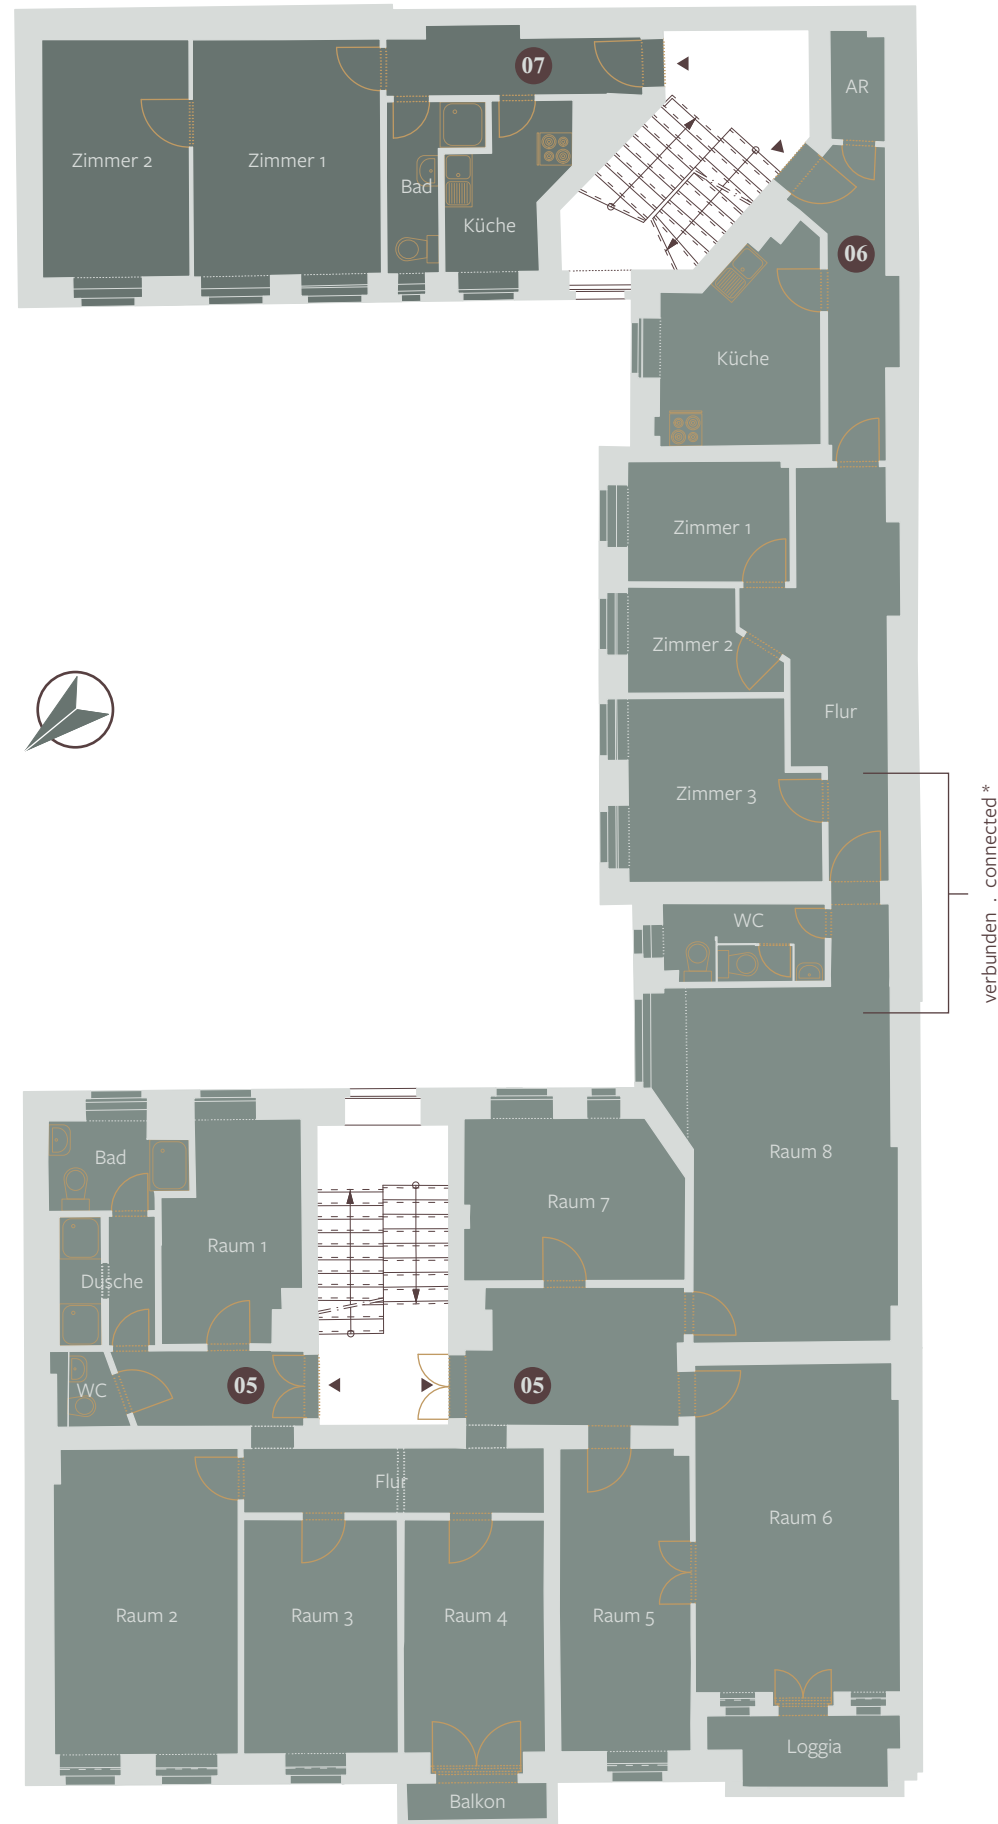 07
AR
Zimmer 2
Zimmer 1
Bad
Küche
06
Küche
Zimmer 1
Zimmer 2
Flur
Zimmer 3
verbunden . connected *
WC
Raum 8
Bad
Raum 7
Raum 1
Dusche
WC
05
05
Flur
Raum 6
Raum 2
Raum 3
Raum 4
Raum 5
Loggia
Balkon